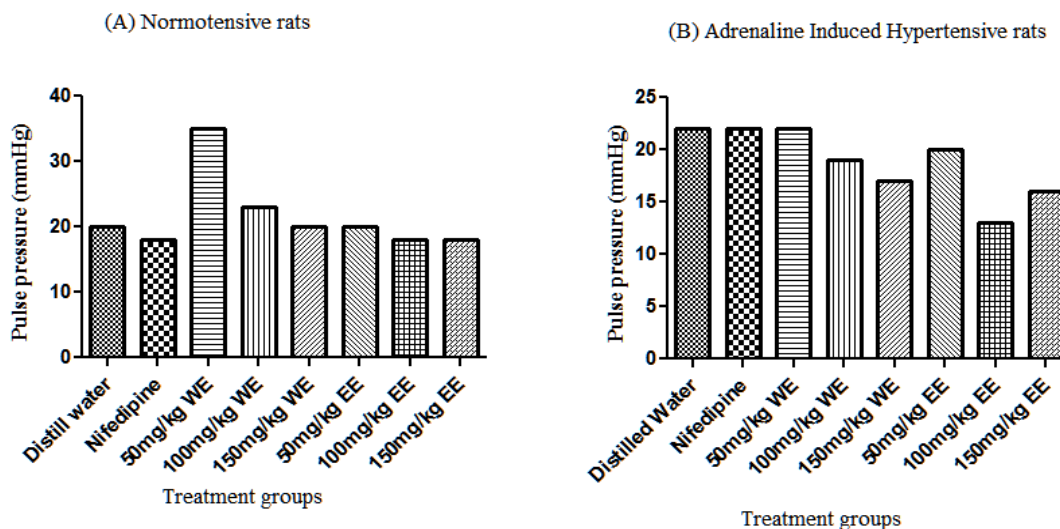 (A) Normotensive rats
40
30
20
10
0
Pulse pressure (mmHg)
Distill water
Nifedipine
50mg/kg WE
100mg/kg WE
150mg/kg WE
50mg/kg EE
100mg/kg EE
150mg/kg EE
Treatment groups
(B) Adrenaline Induced Hypertensive rats
25
20
15
10
5
0
Pulse pressure (mmHg)
Distilled Water
Nifedipine
50mg/kg WE
100mg/kg WE
150mg/kg WE
50mg/kg EE
100mg/kg EE
150mg/kg EE
Treatment groups